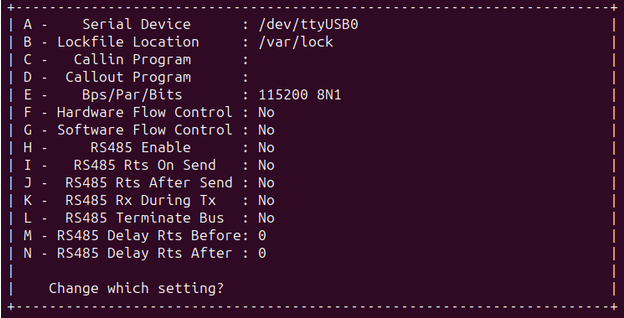 +-----------------------------------------------------------------------+
| A -    Serial Device      : /dev/ttyUSB0                              |
| B - Lockfile Location     : /var/lock                                 |
| C -   Callin Program      :                                           |
| D -  Callout Program      :                                           |
| E -    Bps/Par/Bits       : 115200 8N1                                |
| F - Hardware Flow Control : No                                        |
| G - Software Flow Control : No                                        |
| H -     RS485 Enable      : No                                        |
| I -   RS485 Rts On Send   : No                                        |
| J -  RS485 Rts After Send : No                                        |
| K -  RS485 Rx During Tx   : No                                        |
| L -  RS485 Terminate Bus  : No                                        |
| M - RS485 Delay Rts Before: 0                                         |
| N - RS485 Delay Rts After : 0                                         |
|                                                                       |
|    Change which setting?                                              |
+-----------------------------------------------------------------------+